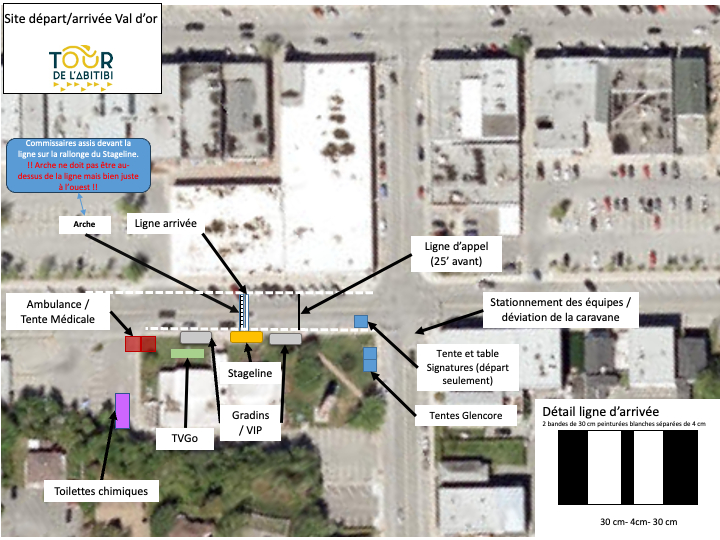 Site départ/arrivée Val d'or
TOUR
DE L'ABITIBI
Commissaires assis devant la
ligne sur la rallonge du Stageline.
!! Arche ne doit pas être au-
dessus de la ligne mais bien juste
à l'ouest !!
Arche
Ligne arrivée
Ligne d'appel
(25' avant)
Ambulance /
Tente Médicale
Stationnement des équipes /
déviation de la caravane
Tente et table
Signatures (départ
seulement)
Stageline
Gradins
/ VIP
Tentes Glencore
TVGo
Toilettes chimiques
Détail ligne d'arrivée
2 bandes de 30 cm peinturées blanches séparées de 4 cm
30 cm- 4cm- 30 cm